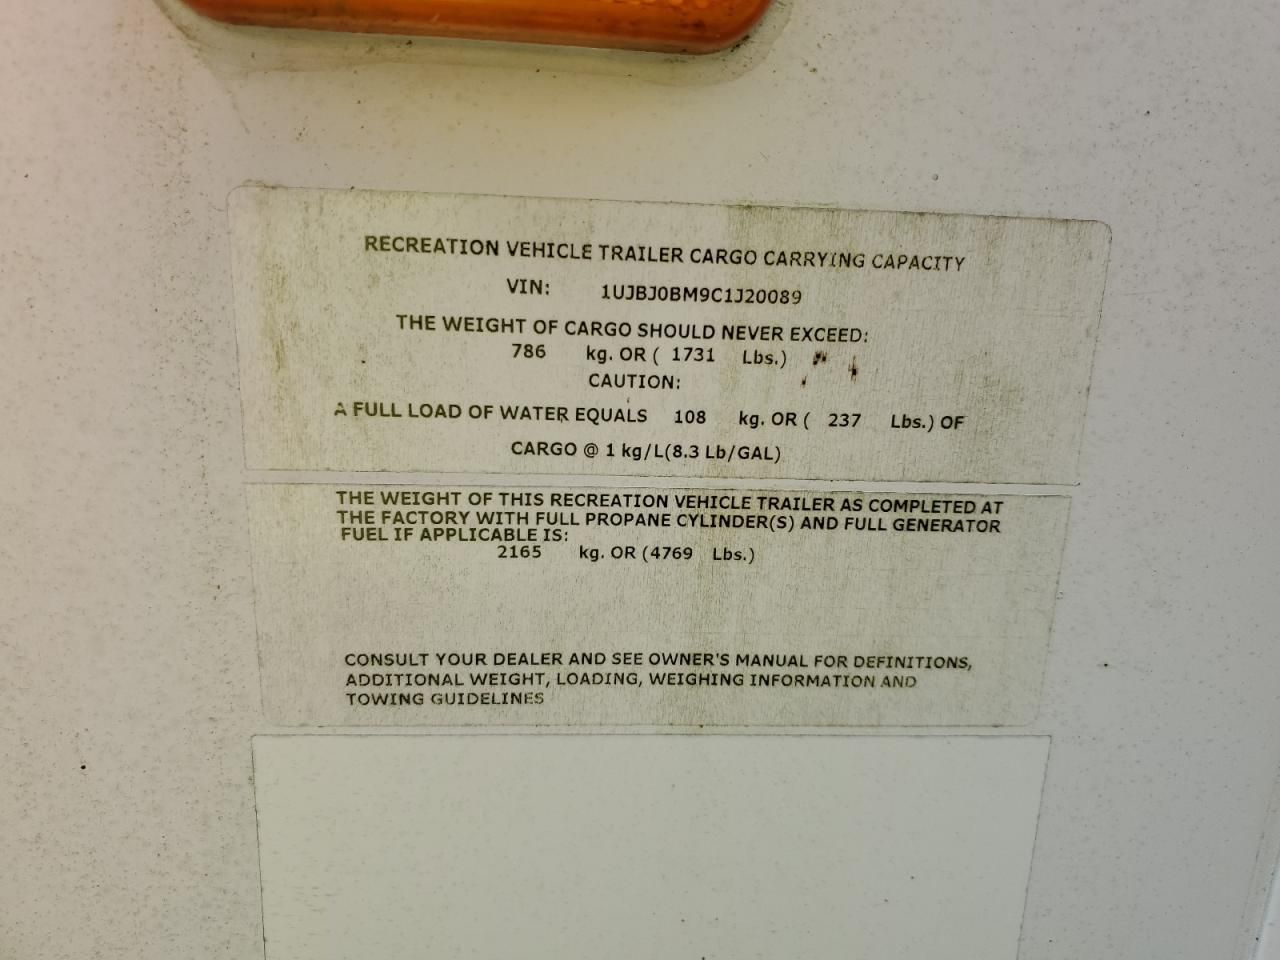 RECREATION VEHICLE TRAILER CARGO CARRYING CAPACITY
VIN: 1UJBJ0BM9C1J20089
THE WEIGHT OF CARGO SHOULD NEVER EXCEED:
786 kg. OR ( 1731 Lbs.)
CAUTION:
A FULL LOAD OF WATER EQUALS 108 kg. OR ( 237 Lbs.) OF
CARGO @ 1 kg/L(8.3 Lb/GAL)
THE WEIGHT OF THIS RECREATION VEHICLE TRAILER AS COMPLETED AT
THE FACTORY WITH FULL PROPANE CYLINDER(S) AND FULL GENERATOR
FUEL IF APPLICABLE IS:
2165 kg. OR (4769 Lbs.)
CONSULT YOUR DEALER AND SEE OWNER'S MANUAL FOR DEFINITIONS,
ADDITIONAL WEIGHT, LOADING, WEIGHING INFORMATION AND
TOWING GUIDELINES